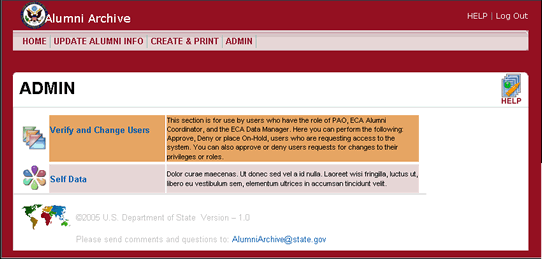 Alumni Archive
HELP | Log Out
HOME | UPDATE ALUMNI INFO | CREATE & PRINT | ADMIN
ADMIN
HELP
Verify and Change Users
This section is for use by users who have the role of PAO, ECA Alumni
Coordinator, and the ECA Data Manager. Here you can perform the following:
Approve, Deny or place On-Hold, users who are requesting access to the
system. You can also approve or deny users requests for changes to their
privileges or roles.
Self Data
Dolor curae maecenas. Ut donec sed vel a id nulla. Laoreet wisi fringilla, luctus ut,
libero eu vestibulum sem, elementum ultrices in accumsan tincidunt velit.
©2005 U.S. Department of State Version – 1.0
Please send comments and questions to: AlumniArchive@state.gov